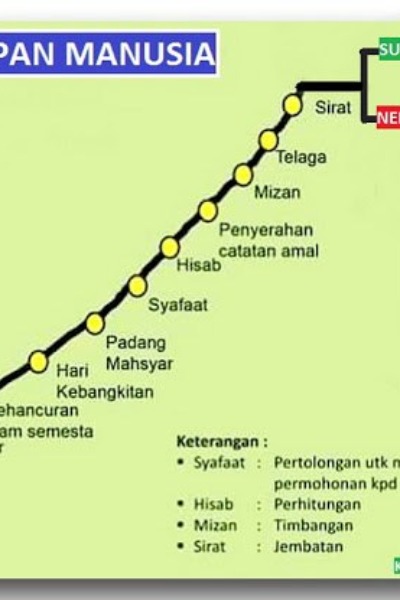 PAN MANUSIA
SU
Sirat
NE
Telaga
Mizan
Penyerahan
catatan amal
Hisab
Syafaat
Padang
Mahsyar
Hari
Kebangkitan
ehancuran
am semesta
r
Keterangan :
• Syafaat : Pertolongan utk
permohonan kpd
• Hisab : Perhitungan
• Mizan : Timbangan
• Sirat : Jembatan
K